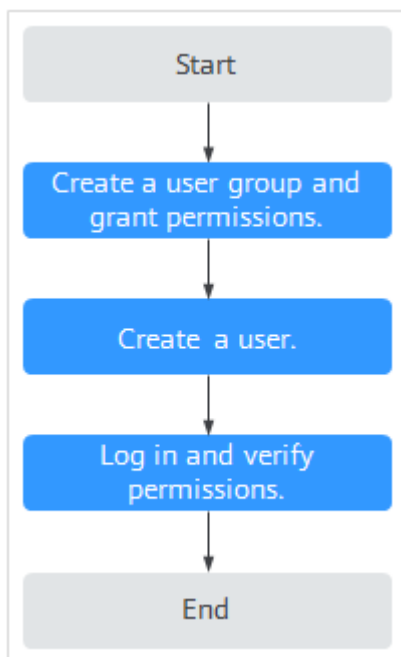 Start
Create a user group and
grant permissions.
Create a user.
Log in and verify
permissions.
End